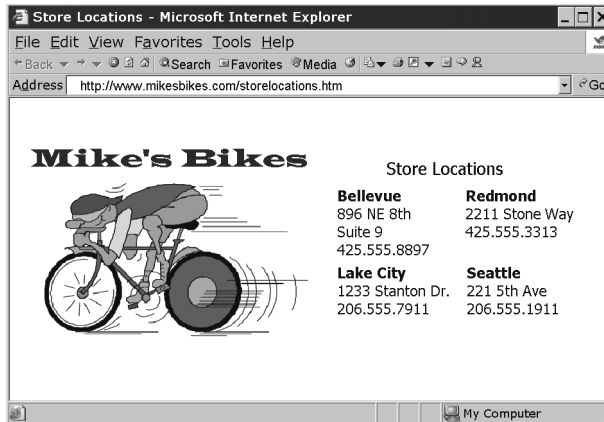 Store Locations - Microsoft Internet Explorer
File Edit View Favorites Tools Help
Back Search Favorites Media
Address http://www.mikesbikes.com/storelocations.htm Go
Mike's Bikes
Store Locations
Bellevue
896 NE 8th
Suite 9
425.555.8897
Redmond
2211 Stone Way
425.555.3313
Lake City
1233 Stanton Dr.
206.555.7911
Seattle
221 5th Ave
206.555.1911
My Computer